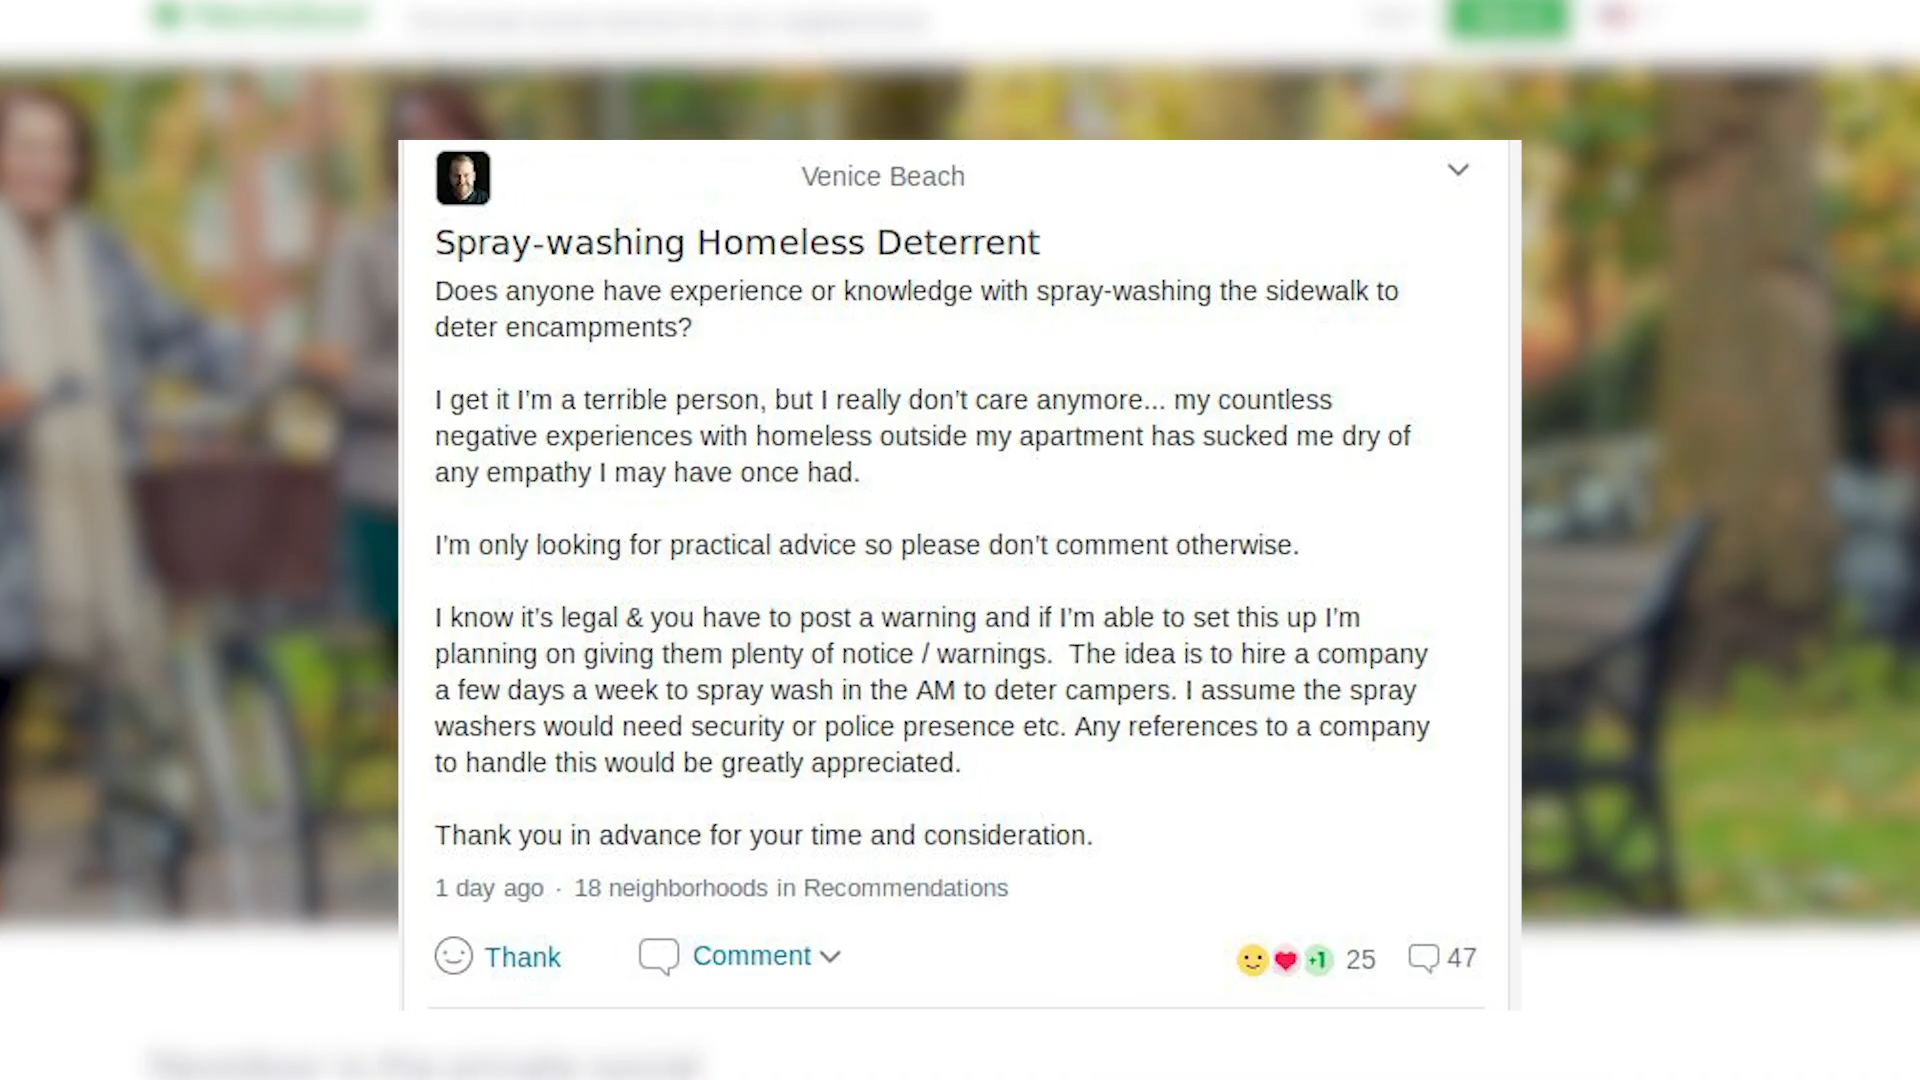 Venice Beach
Spray-washing Homeless Deterrent
Does anyone have experience or knowledge with spray-washing the sidewalk to
deter encampments?
I get it I'm a terrible person, but I really don't care anymore... my countless
negative experiences with homeless outside my apartment has sucked me dry of
any empathy I may have once had.
I'm only looking for practical advice so please don't comment otherwise.
I know it's legal & you have to post a warning and if I'm able to set this up I'm
planning on giving them plenty of notice / warnings.  The idea is to hire a company
a few days a week to spray wash in the AM to deter campers. I assume the spray
washers would need security or police presence etc. Any references to a company
to handle this would be greatly appreciated.
Thank you in advance for your time and consideration.
1 day ago · 18 neighborhoods in Recommendations
Thank Comment +1 25 47